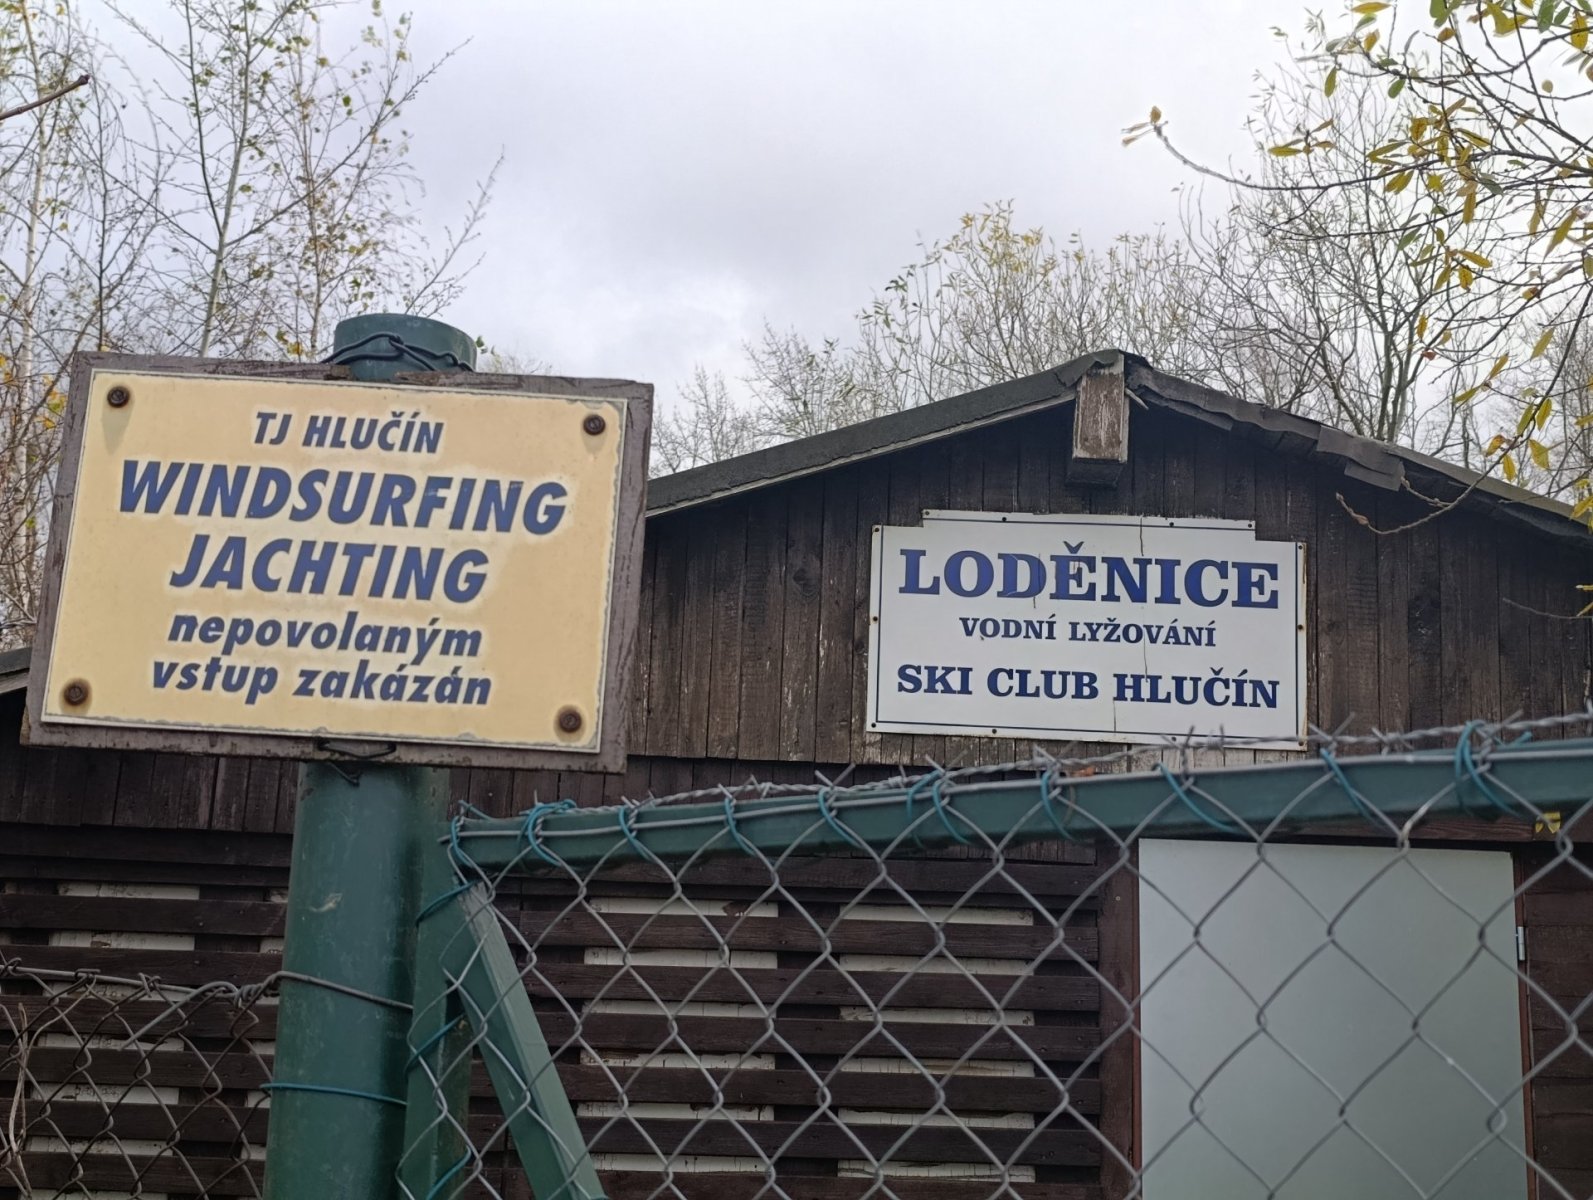 TJ HLUČÍN
WINDSURFING
JACHTING
nepovolaným
vstup zakázán
LODĚNICE
VODNÍ LYŽOVÁNÍ
SKI CLUB HLUČÍN